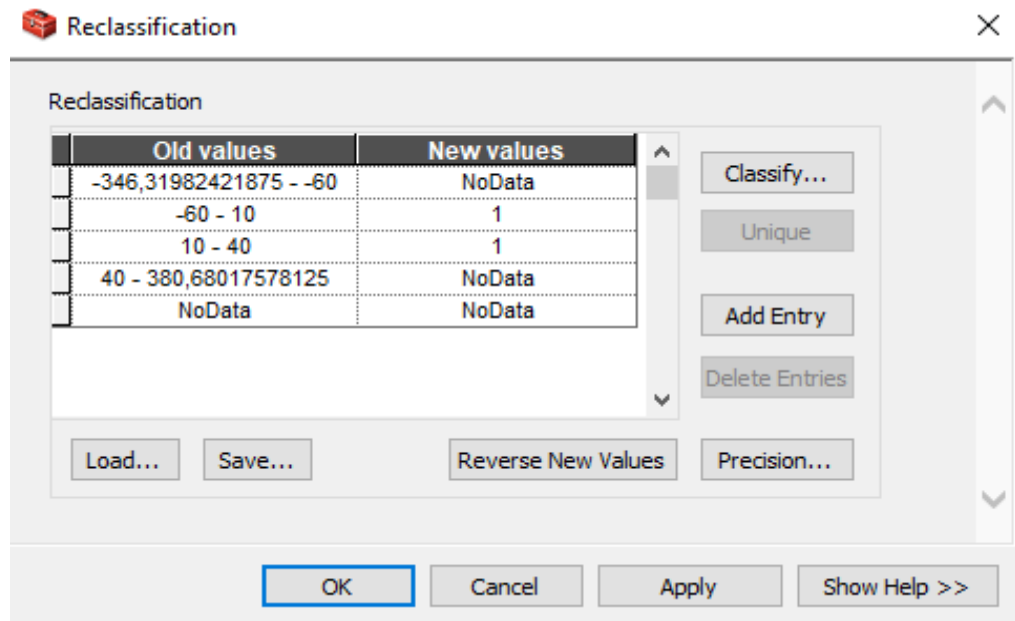 Reclassification
Reclassification
Old values New values
-346,31982421875 - -60 NoData
-60 - 10 1
10 - 40 1
40 - 380,68017578125 NoData
NoData NoData
Classify...
Unique
Add Entry
Delete Entries
Load... Save... Reverse New Values Precision...
OK Cancel Apply Show Help >>